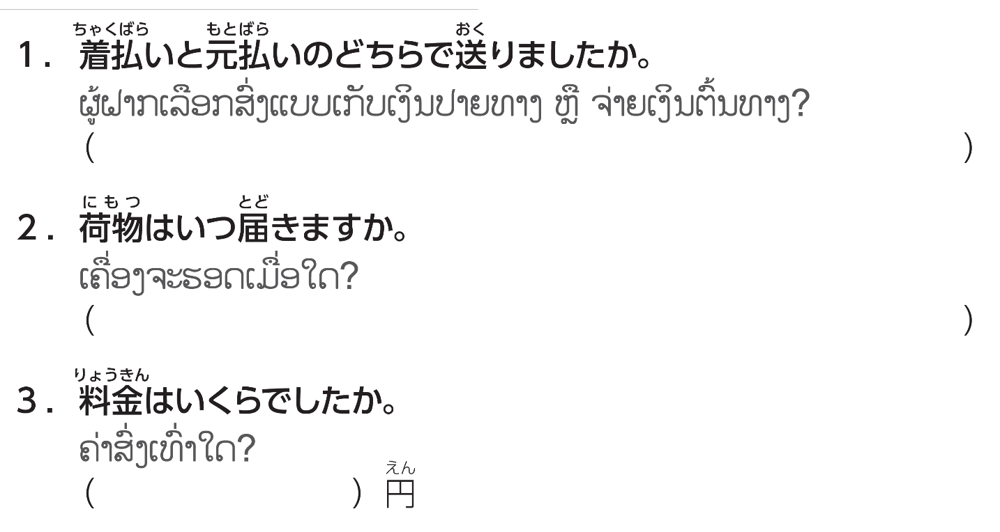 ちゃくばら もとばら おく
1. 着払いと元払いのどちらで送りましたか。
ຜູ້ຝາກເລືອກສົ່ງແບບເກັບເງິນປາຍທາງ ຫຼື ຈ່າຍເງິນຕົ້ນທາງ?
( )
にもつ とど
2. 荷物はいつ届きますか。
ເຄື່ອງຈະຮອດເມື່ອໃດ?
( )
りょうきん
3. 料金はいくらでしたか。
ຄ່າສົ່ງເທົ່າໃດ?
えん
( ) 円